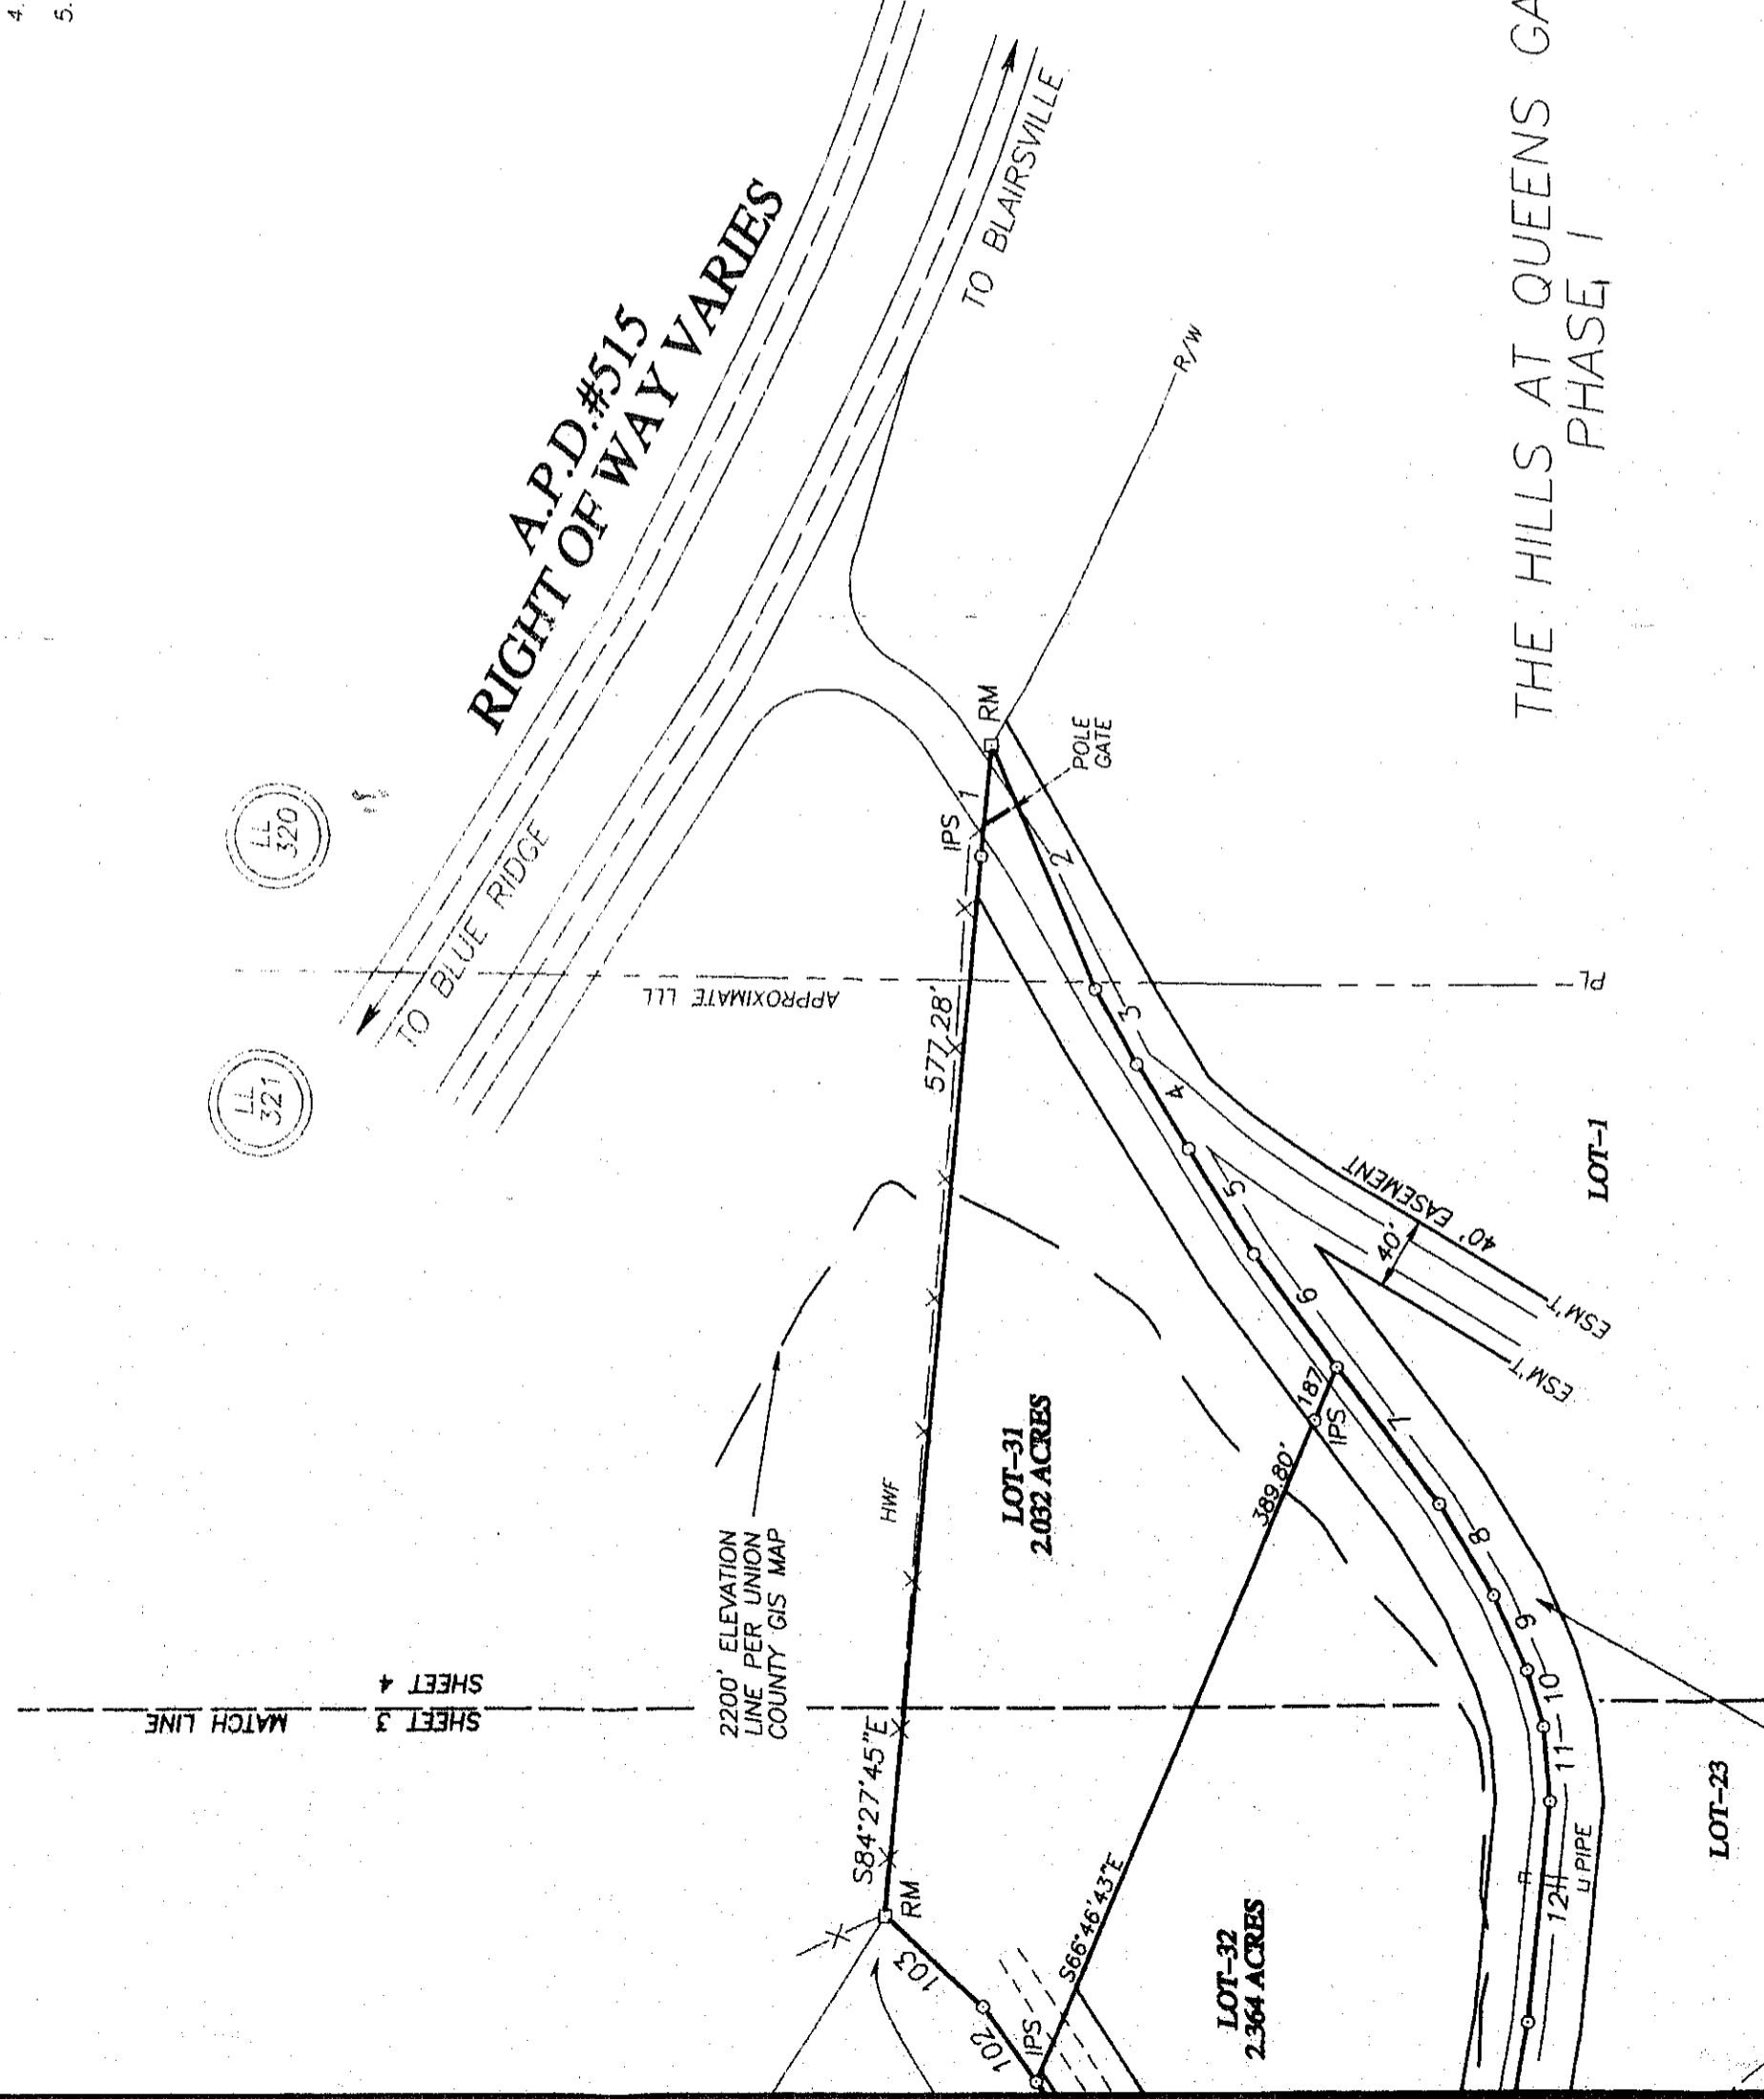 4.
5.
A.P.D.#515
RIGHT OF WAY VARIES
TO BLAIRSVILLE
TO BLUE RIDGE
LL
320
LL
321
R/W
THE HILLS AT QUEENS GA
PHASE 1
RM
POLE
GATE
IPS
1
2
3
4
5
6
7
8
9
10
11
12
577.28'
APPROXIMATE LLL
PL
40' EASEMENT
40'
ESM'T
ESM'T
LOT-1
187
IPS
389.80'
HWF
LOT-31
2.032 ACRES
2200' ELEVATION
LINE PER UNION
COUNTY GIS MAP
MATCH LINE
SHEET 3
SHEET 4
S84°27'45"E
RM
103
102
IPS
S66°46'43"E
LOT-32
2.364 ACRES
PIPE
LOT-23